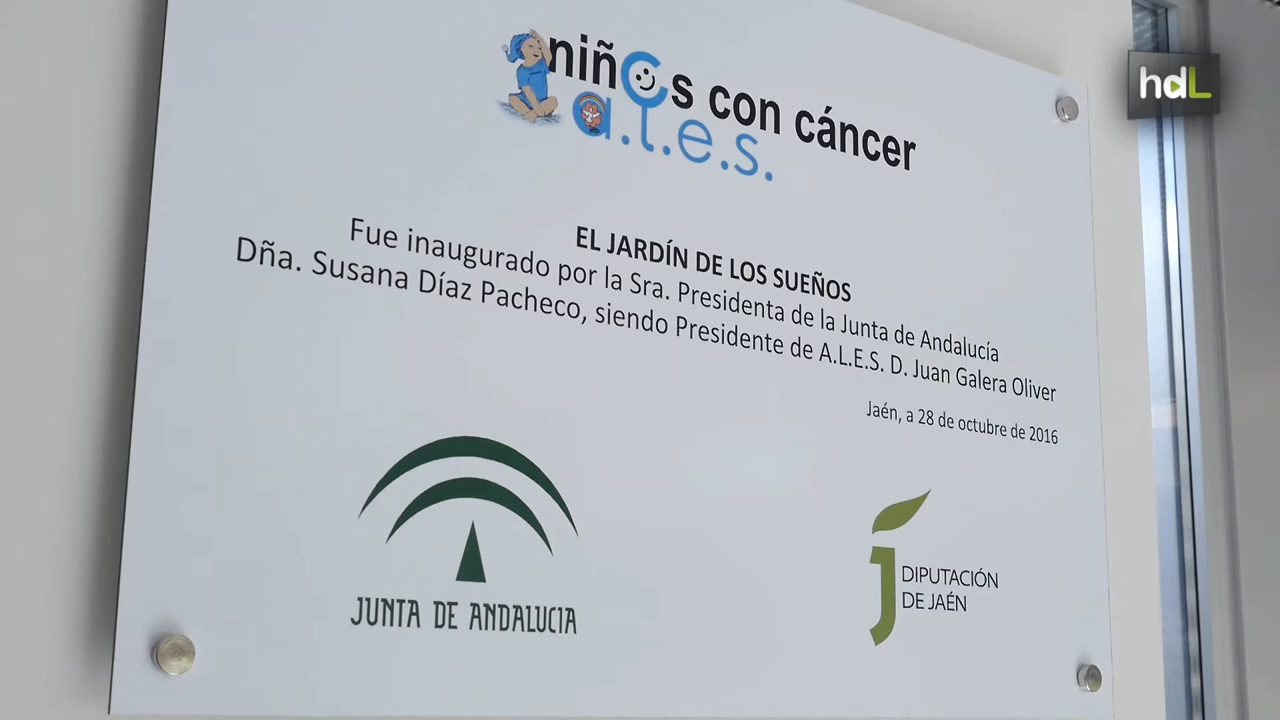 hdL
niños con cáncer
a.l.e.s.
EL JARDÍN DE LOS SUEÑOS
Fue inaugurado por la Sra. Presidenta de la Junta de Andalucía
Dña. Susana Díaz Pacheco, siendo Presidente de A.L.E.S. D. Juan Galera Oliver
Jaén, a 28 de octubre de 2016
JUNTA DE ANDALUCIA
DIPUTACIÓN
DE JAÉN